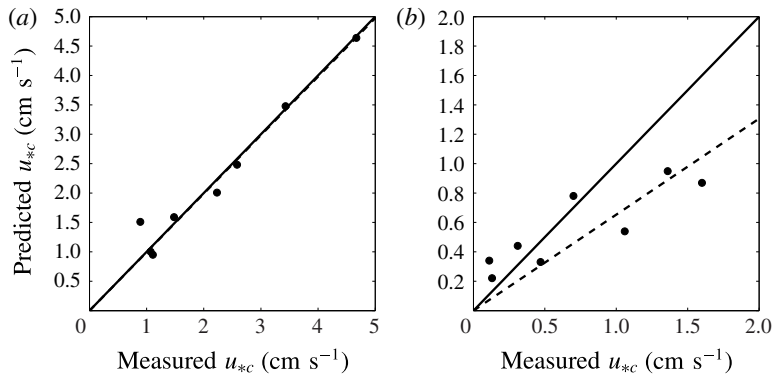 (a)
5.0
4.5
4.0
3.5
3.0
2.5
2.0
1.5
1.0
0.5
0 1 2 3 4 5
Predicted u*c (cm s−1)
Measured u*c (cm s−1)
(b)
2.0
1.8
1.6
1.4
1.2
1.0
0.8
0.6
0.4
0.2
0 0.5 1.0 1.5 2.0
Measured u*c (cm s−1)